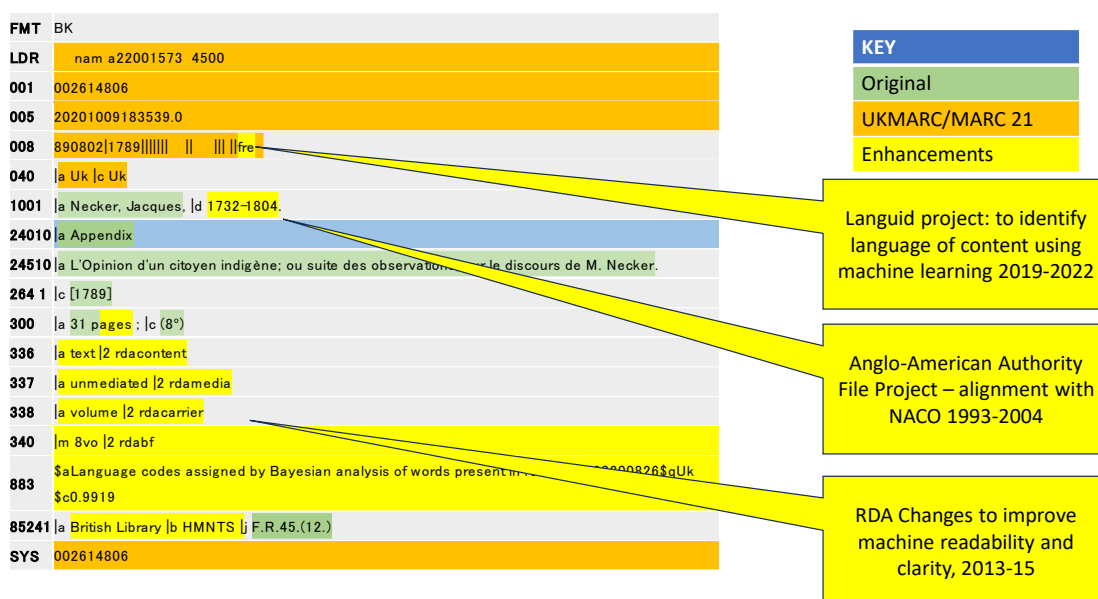 FMT BK
LDR nam a22001573 4500
001 002614806
005 20201009183539.0
008 890802|1789||||||| || ||| ||fre
040 |a Uk |c Uk
1001 |a Necker, Jacques, |d 1732-1804.
24010 |a Appendix
24510 |a L'Opinion d'un citoyen indigène; ou suite des observations sur le discours de M. Necker.
264 1 |c [1789]
300 |a 31 pages ; |c (8°)
336 |a text |2 rdacontent
337 |a unmediated |2 rdamedia
338 |a volume |2 rdacarrier
340 |m 8vo |2 rdabf
883 $aLanguage codes assigned by Bayesian analysis of words present in $qUk
$c0.9919
85241 |a British Library |b HMNTS |j F.R.45.(12.)
SYS 002614806
KEY
Original
UKMARC/MARC 21
Enhancements
Languid project: to identify
language of content using
machine learning 2019-2022
Anglo-American Authority
File Project – alignment with
NACO 1993-2004
RDA Changes to improve
machine readability and
clarity, 2013-15